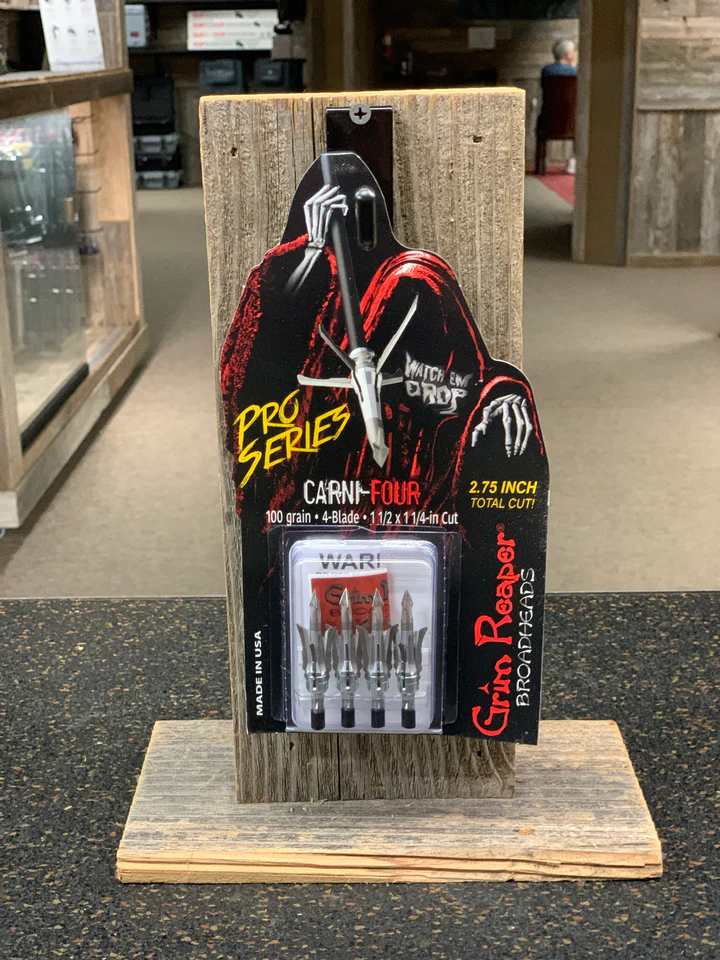 WATCH EM
DROP
PRO
SERIES
CARNI-FOUR
100 grain • 4-Blade • 1 1/2 x 1 1/4-in Cut
2.75 INCH
TOTAL CUT!
WAR!
MADE IN USA
Grim Reaper®
BROADHEADS